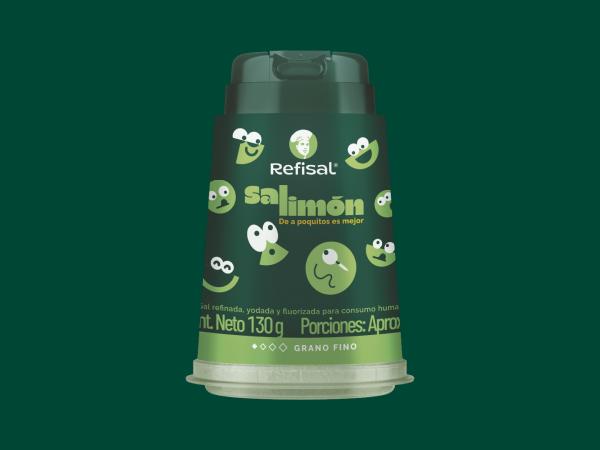 Refisal®
salimón
De a poquitos es mejor
Sal refinada, yodada y fluorizada para consumo huma
nt. Neto 130 g Porciones: Aprox
GRANO FINO